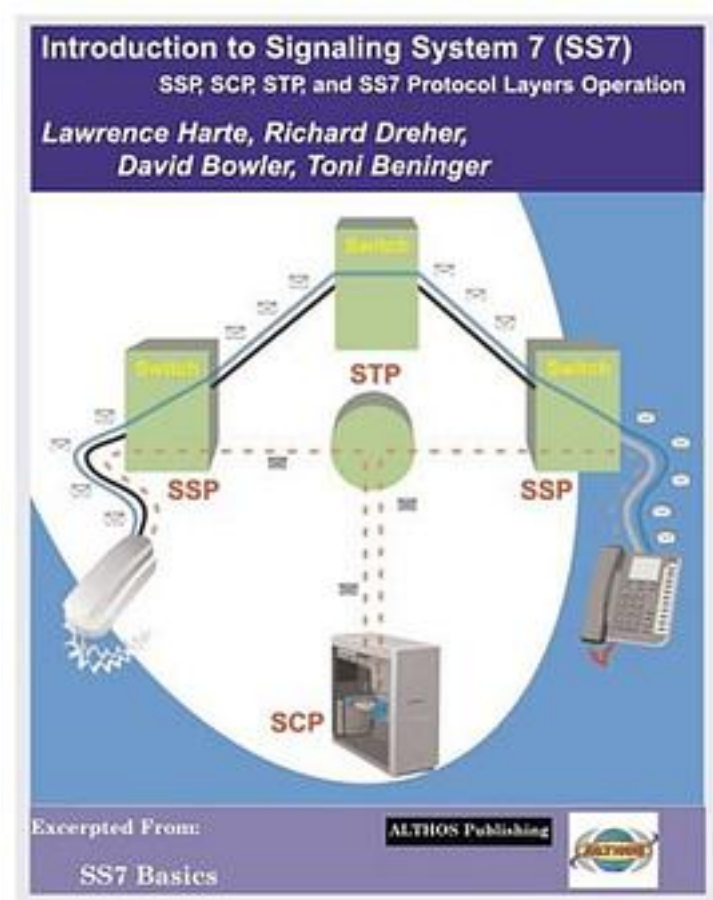 Introduction to Signaling System 7 (SS7)
SSP, SCP, STP, and SS7 Protocol Layers Operation
Lawrence Harte, Richard Dreher,
David Bowler, Toni Beninger
Switch
STP
Switch
Switch
SSP
SSP
SCP
Excerpted From:
ALTHOS Publishing
ALTHOS
SS7 Basics